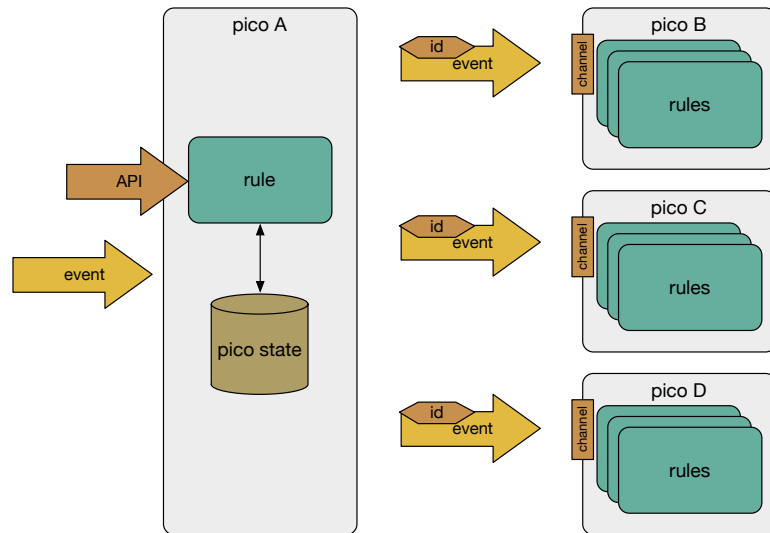 pico A
API
rule
event
pico state
id
event
pico B
channel
rules
id
event
pico C
channel
rules
id
event
pico D
channel
rules